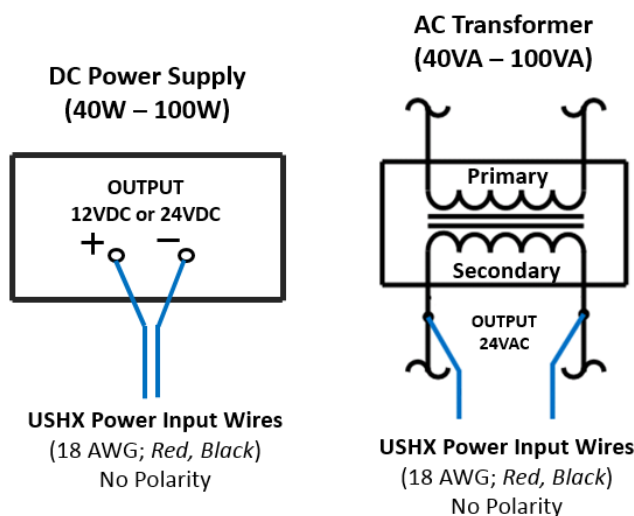 DC Power Supply
(40W – 100W)
OUTPUT
12VDC or 24VDC
+ –
USHX Power Input Wires
(18 AWG; Red, Black)
No Polarity
AC Transformer
(40VA – 100VA)
Primary
Secondary
OUTPUT
24VAC
USHX Power Input Wires
(18 AWG; Red, Black)
No Polarity